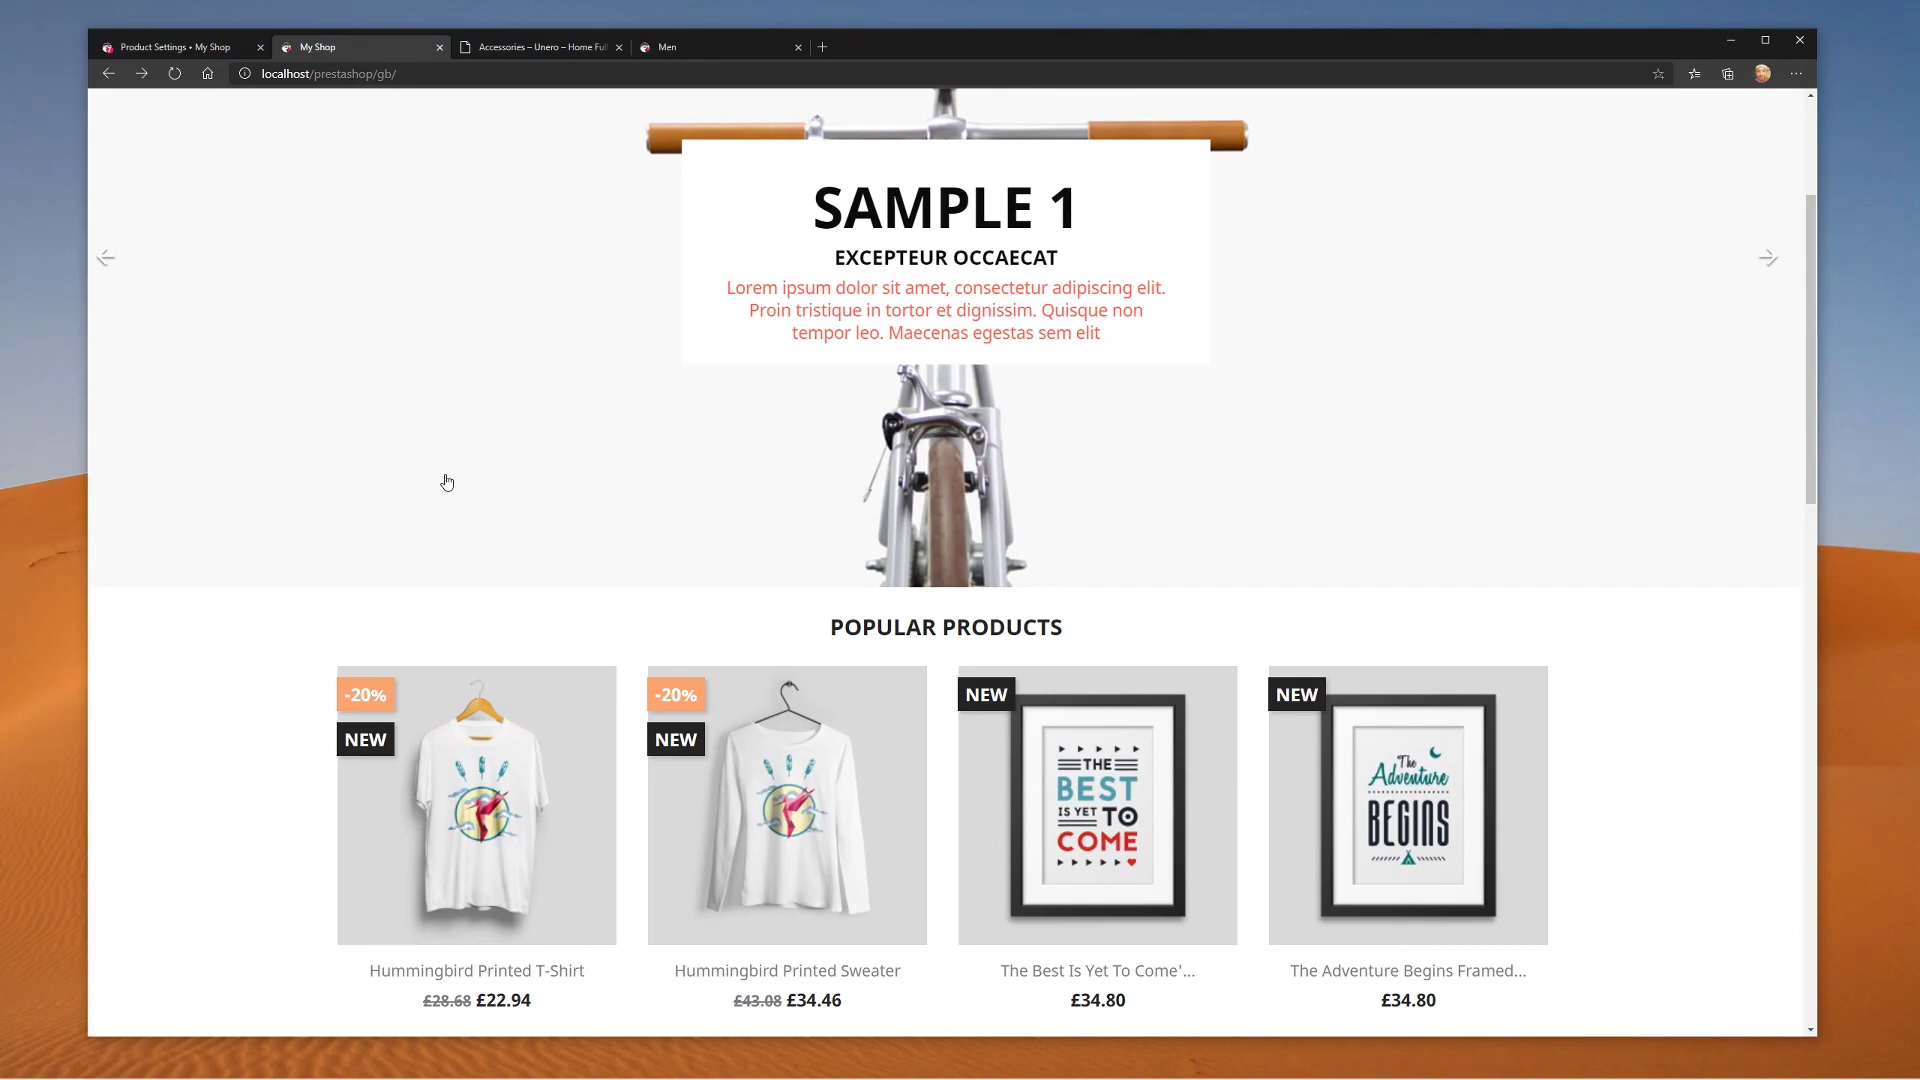 Product Settings • My Shop
My Shop
Accessories – Unero – Home Ful
Men
localhost/prestashop/gb/
SAMPLE 1
EXCEPTEUR OCCAECAT
Lorem ipsum dolor sit amet, consectetur adipiscing elit.
Proin tristique in tortor et dignissim. Quisque non
tempor leo. Maecenas egestas sem elit
POPULAR PRODUCTS
-20%
NEW
-20%
NEW
NEW
THE
BEST
IS YET TO
COME
NEW
The
Adventure
BEGINS
Hummingbird Printed T-Shirt
£28.68 £22.94
Hummingbird Printed Sweater
£43.08 £34.46
The Best Is Yet To Come'...
£34.80
The Adventure Begins Framed...
£34.80